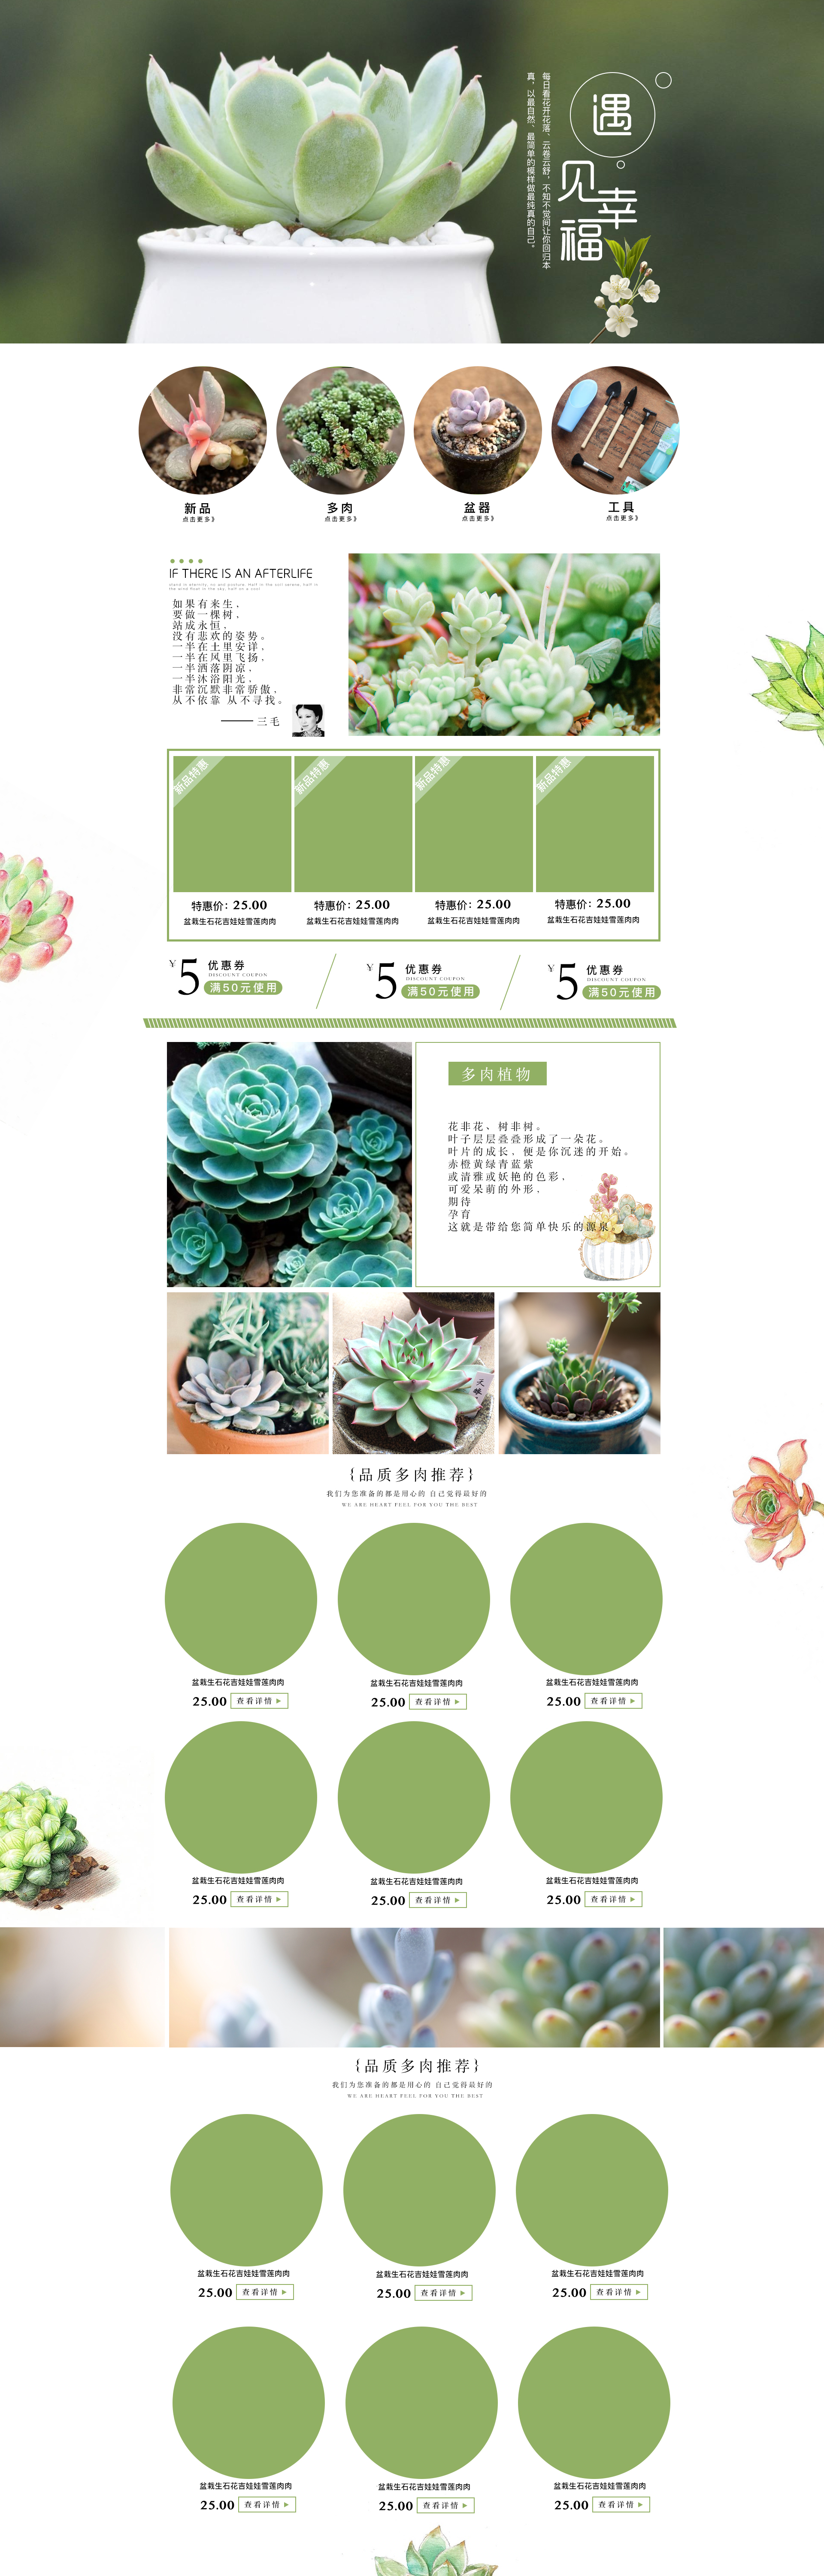 遇
见幸
福
每日看花开花落、云卷云舒，不知不觉间让你回归本
真，以最自然、最简单的模样做最纯真的自己。
新品
点击更多》
多肉
点击更多》
盆器
点击更多》
工具
点击更多》
IF THERE IS AN AFTERLIFE
如果有来生，
要做一棵树，
站成永恒，
没有悲欢的姿势。
一半在土里安详，
一半在风里飞扬，
一半洒落阴凉，
一半沐浴阳光，
非常沉默非常骄傲，
从不依靠 从不寻找。
——三毛
新品特惠
新品特惠
新品特惠
新品特惠
特惠价：25.00
盆栽生石花吉娃娃雪莲肉肉
特惠价：25.00
盆栽生石花吉娃娃雪莲肉肉
特惠价：25.00
盆栽生石花吉娃娃雪莲肉肉
特惠价：25.00
盆栽生石花吉娃娃雪莲肉肉
¥5
优惠券
DISCOUNT COUPON
满50元使用
¥5
优惠券
DISCOUNT COUPON
满50元使用
¥5
优惠券
DISCOUNT COUPON
满50元使用
多肉植物
花非花、树非树。
叶子层层叠叠形成了一朵花。
叶片的成长，便是你沉迷的开始。
赤橙黄绿青蓝紫
或清雅或妖艳的色彩，
可爱呆萌的外形，
期待
孕育
这就是带给您简单快乐的源泉。
{品质多肉推荐}
我们为您准备的都是用心的 自己觉得最好的
WE ARE HEART FEEL FOR YOU THE BEST
盆栽生石花吉娃娃雪莲肉肉
25.00 查看详情
盆栽生石花吉娃娃雪莲肉肉
25.00 查看详情
盆栽生石花吉娃娃雪莲肉肉
25.00 查看详情
盆栽生石花吉娃娃雪莲肉肉
25.00 查看详情
盆栽生石花吉娃娃雪莲肉肉
25.00 查看详情
盆栽生石花吉娃娃雪莲肉肉
25.00 查看详情
{品质多肉推荐}
我们为您准备的都是用心的 自己觉得最好的
WE ARE HEART FEEL FOR YOU THE BEST
盆栽生石花吉娃娃雪莲肉肉
25.00 查看详情
盆栽生石花吉娃娃雪莲肉肉
25.00 查看详情
盆栽生石花吉娃娃雪莲肉肉
25.00 查看详情
盆栽生石花吉娃娃雪莲肉肉
25.00 查看详情
盆栽生石花吉娃娃雪莲肉肉
25.00 查看详情
盆栽生石花吉娃娃雪莲肉肉
25.00 查看详情